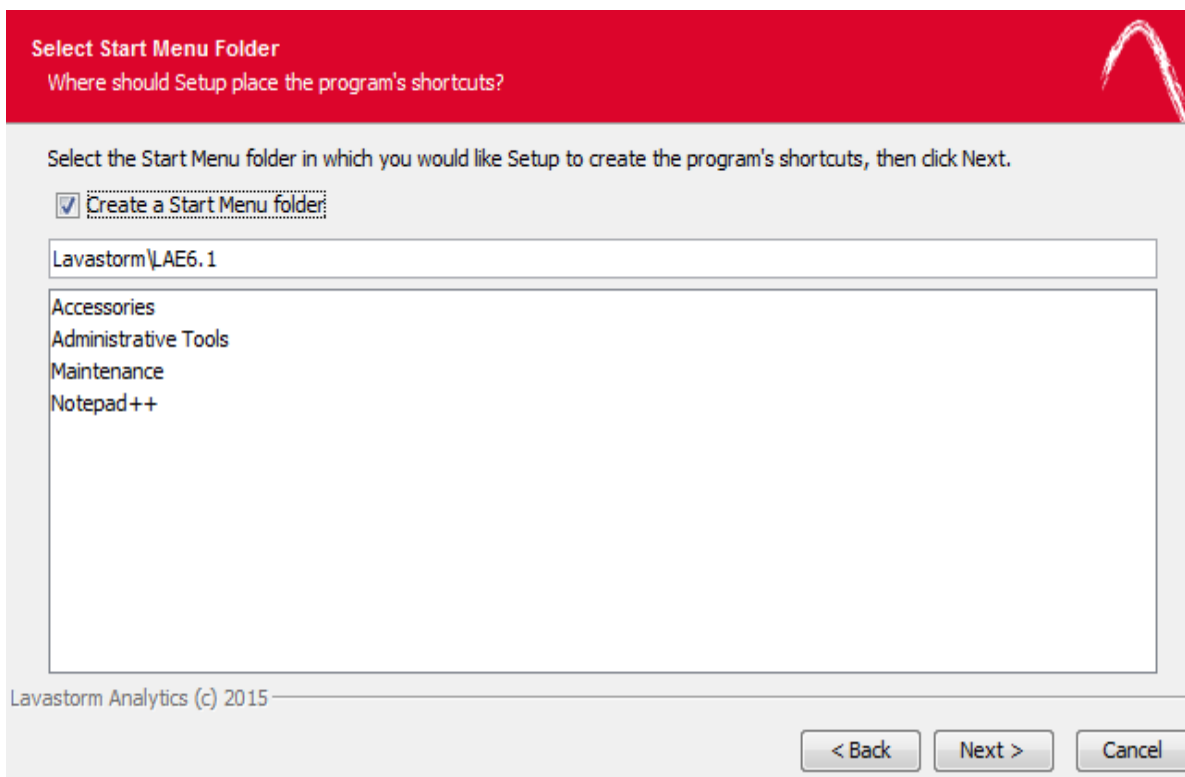 Select Start Menu Folder
Where should Setup place the program's shortcuts?
Select the Start Menu folder in which you would like Setup to create the program's shortcuts, then click Next.
Create a Start Menu folder
Lavastorm\LAE6.1
Accessories
Administrative Tools
Maintenance
Notepad++
Lavastorm Analytics (c) 2015
< Back Next > Cancel